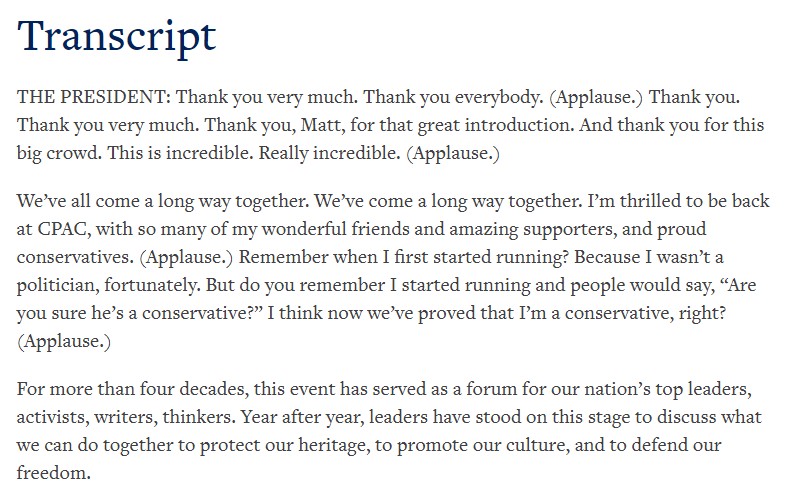 Transcript
THE PRESIDENT: Thank you very much. Thank you everybody. (Applause.) Thank you.
Thank you very much. Thank you, Matt, for that great introduction. And thank you for this
big crowd. This is incredible. Really incredible. (Applause.)
We’ve all come a long way together. We’ve come a long way together. I’m thrilled to be back
at CPAC, with so many of my wonderful friends and amazing supporters, and proud
conservatives. (Applause.) Remember when I first started running? Because I wasn’t a
politician, fortunately. But do you remember I started running and people would say, “Are
you sure he’s a conservative?” I think now we’ve proved that I’m a conservative, right?
(Applause.)
For more than four decades, this event has served as a forum for our nation’s top leaders,
activists, writers, thinkers. Year after year, leaders have stood on this stage to discuss what
we can do together to protect our heritage, to promote our culture, and to defend our
freedom.